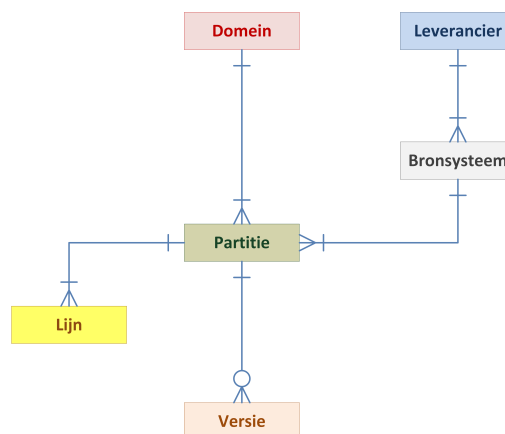 Domein
Leverancier
Bronsysteem
Partitie
Lijn
Versie